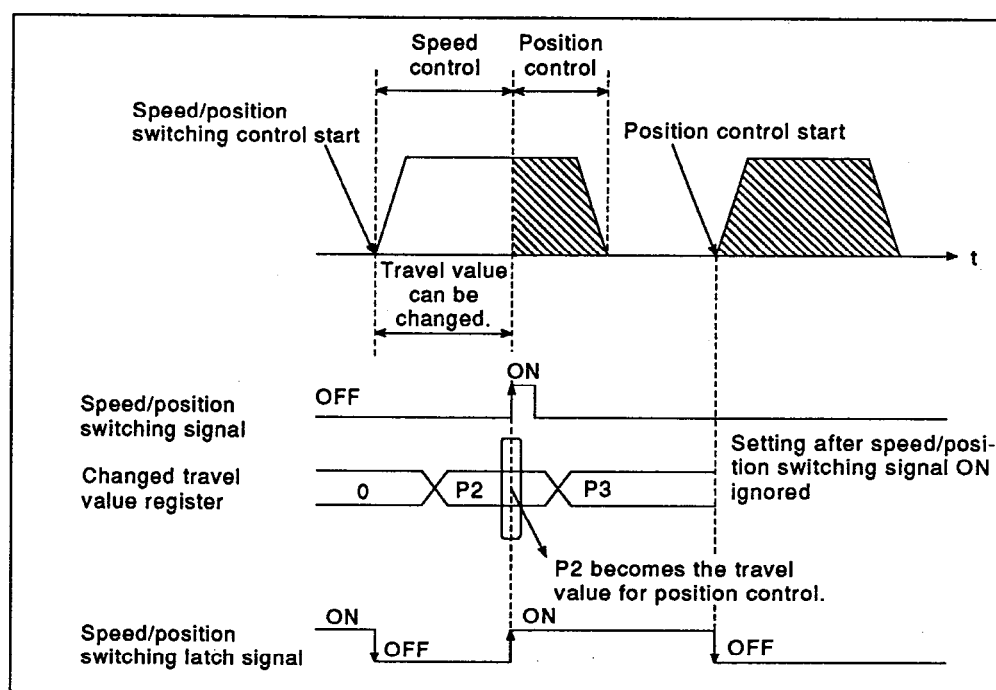 Speed
control
Position
control
Speed/position
switching control start
Position control start
t
Travel value
can be
changed.
ON
OFF
Speed/position
switching signal
Setting after speed/posi-
tion switching signal ON
ignored
Changed travel
value register
0
P2
P3
P2 becomes the travel
value for position control.
ON
ON
Speed/position
switching latch signal
OFF
OFF